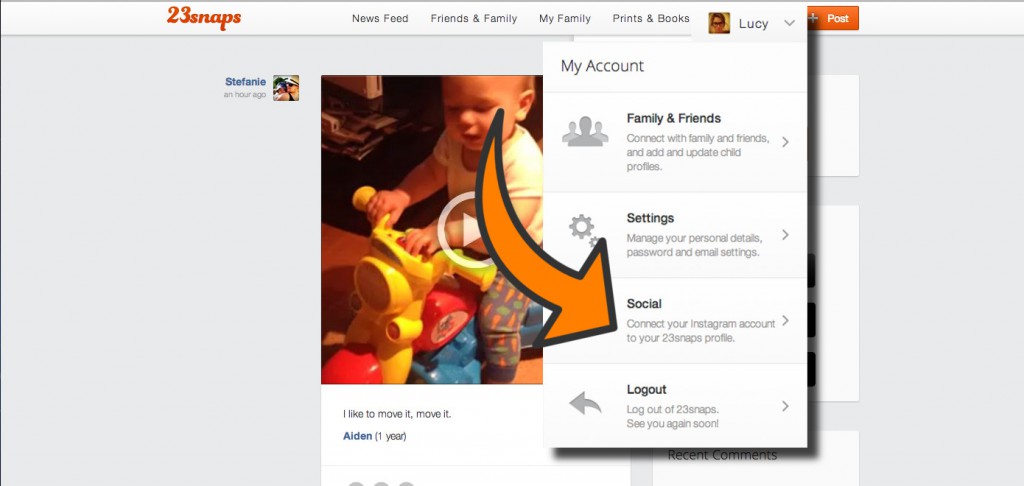 23snaps
News Feed
Friends & Family
My Family
Prints & Books
Lucy
+ Post
My Account
Stefanie
an hour ago
Family & Friends
Connect with family and friends,
and add and update child
profiles.
Settings
Manage your personal details,
password and email settings.
Social
Connect your Instagram account
to your 23snaps profile.
Logout
Log out of 23snaps.
See you again soon!
I like to move it, move it.
Aiden (1 year)
Recent Comments